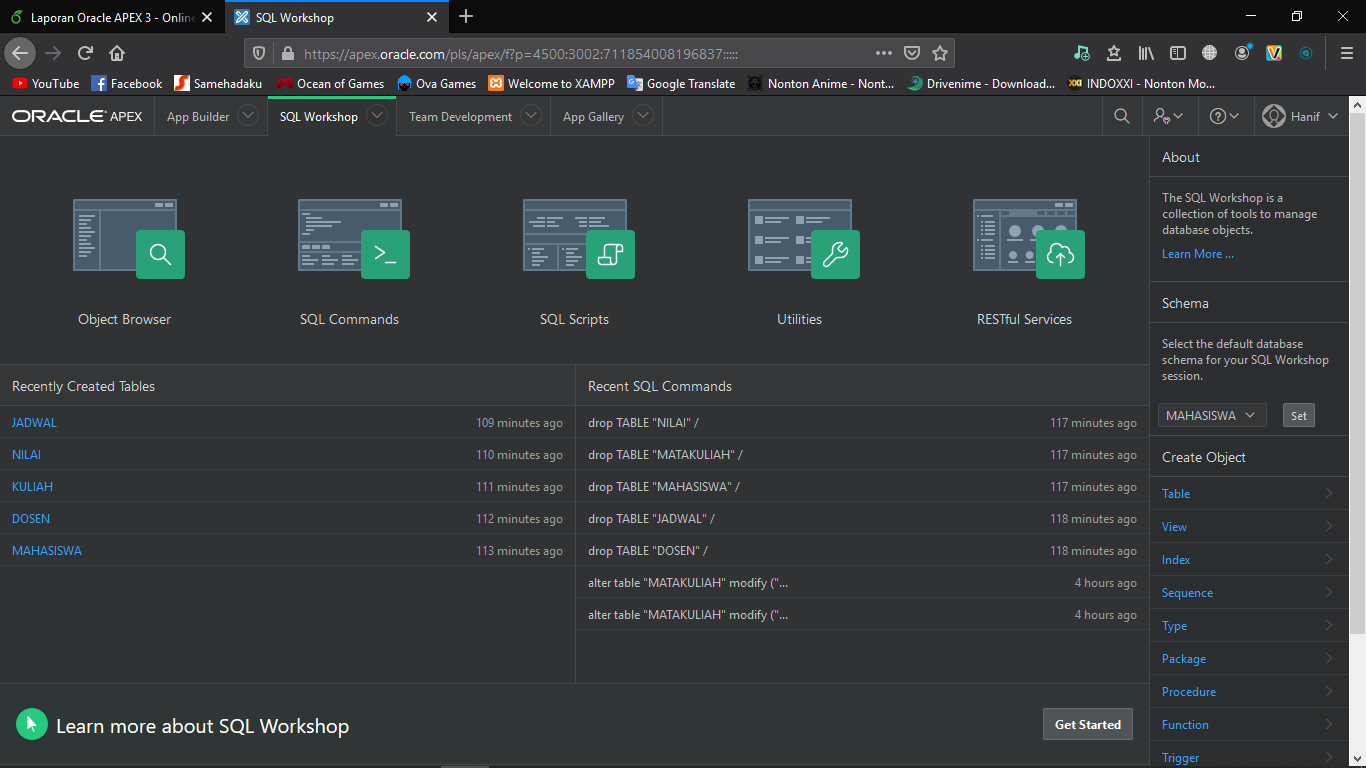 Laporan Oracle APEX 3 - Online
SQL Workshop
https://apex.oracle.com/pls/apex/f?p=4500:3002:711854008196837:::::
YouTube
Facebook
Samehadaku
Ocean of Games
Ova Games
Welcome to XAMPP
Google Translate
Nonton Anime - Nont...
Drivenime - Download...
INDOXXI - Nonton Mo...
ORACLE APEX
App Builder
SQL Workshop
Team Development
App Gallery
Hanif
Object Browser
SQL Commands
SQL Scripts
Utilities
RESTful Services
Recently Created Tables
JADWAL 109 minutes ago
NILAI 110 minutes ago
KULIAH 111 minutes ago
DOSEN 112 minutes ago
MAHASISWA 113 minutes ago
Recent SQL Commands
drop TABLE "NILAI" / 117 minutes ago
drop TABLE "MATAKULIAH" / 117 minutes ago
drop TABLE "MAHASISWA" / 117 minutes ago
drop TABLE "JADWAL" / 118 minutes ago
drop TABLE "DOSEN" / 118 minutes ago
alter table "MATAKULIAH" modify ("... 4 hours ago
alter table "MATAKULIAH" modify ("... 4 hours ago
Learn more about SQL Workshop
Get Started
About
The SQL Workshop is a
collection of tools to manage
database objects.
Learn More ...
Schema
Select the default database
schema for your SQL Workshop
session.
MAHASISWA
Set
Create Object
Table
View
Index
Sequence
Type
Package
Procedure
Function
Trigger